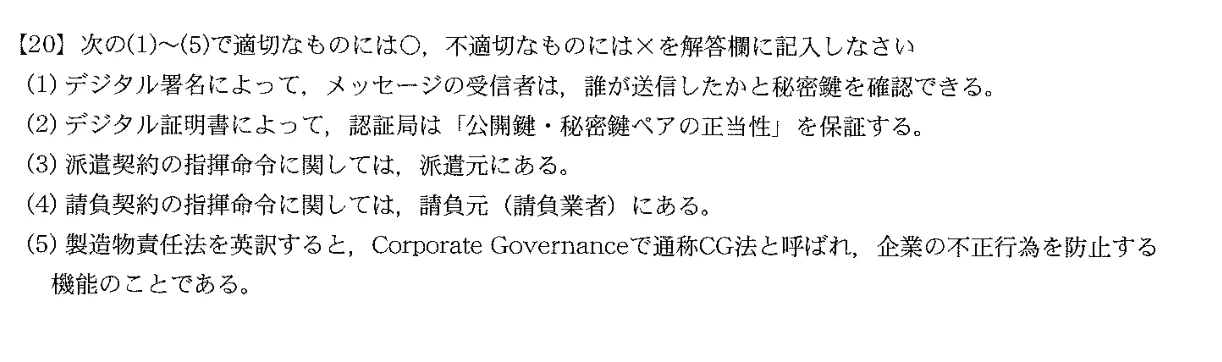 【20】次の(1)～(5)で適切なものには○，不適切なものには×を解答欄に記入しなさい
(1) デジタル署名によって，メッセージの受信者は，誰が送信したかと秘密鍵を確認できる。
(2) デジタル証明書によって，認証局は「公開鍵・秘密鍵ペアの正当性」を保証する。
(3) 派遣契約の指揮命令に関しては，派遣元にある。
(4) 請負契約の指揮命令に関しては，請負元（請負業者）にある。
(5) 製造物責任法を英訳すると，Corporate Governanceで通称CG法と呼ばれ，企業の不正行為を防止する
機能のことである。